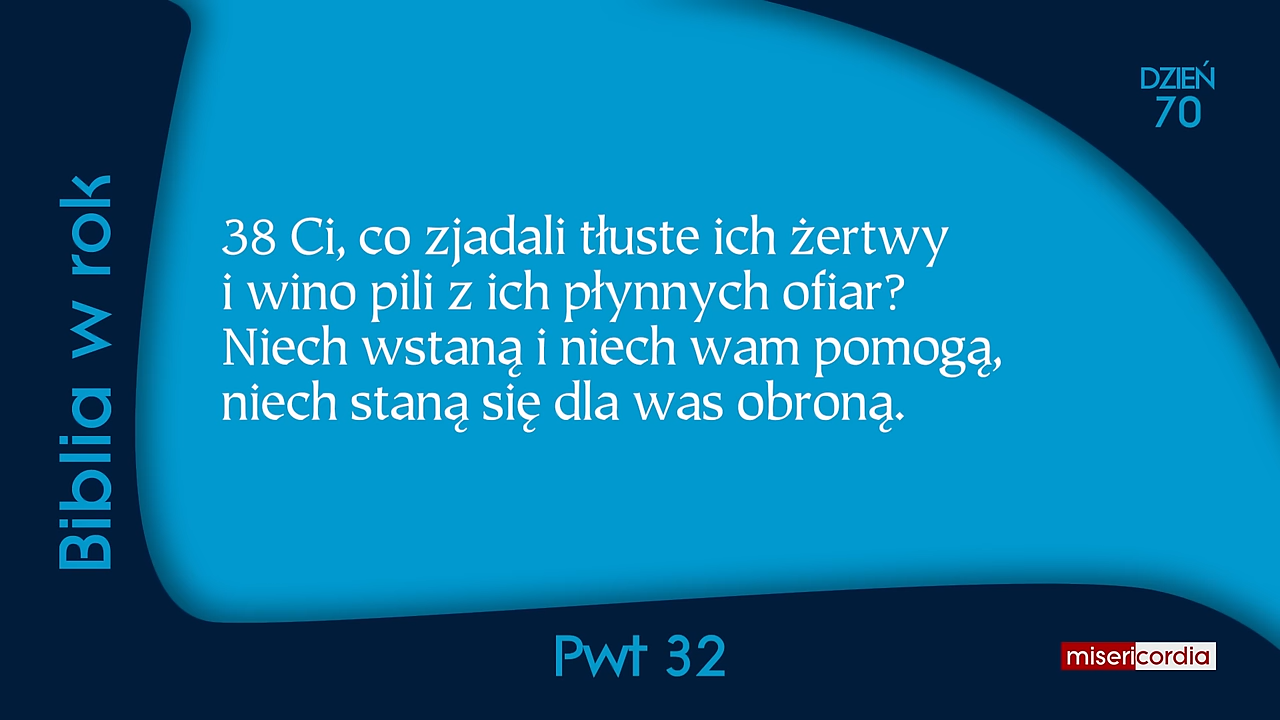 DZIEŃ
70
Biblia w rok
38 Ci, co zjadali tłuste ich żertwy
i wino pili z ich płynnych ofiar?
Niech wstaną i niech wam pomogą,
niech staną się dla was obroną.
Pwt 32
misericordia